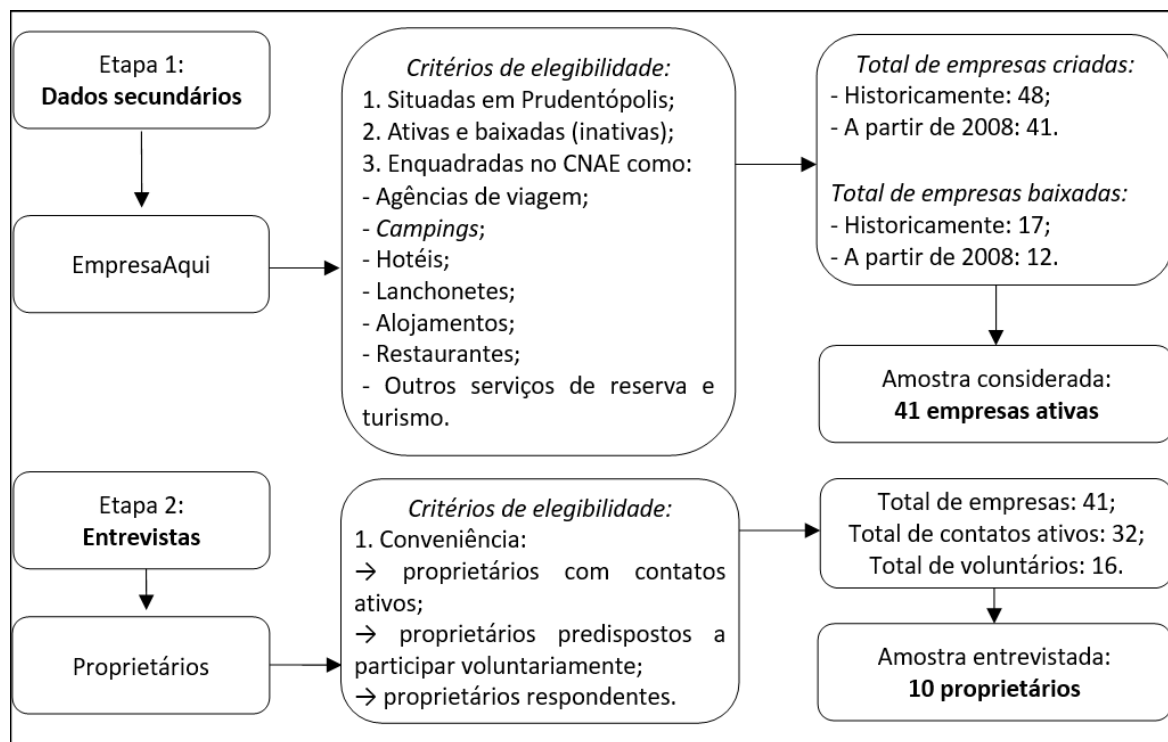 Etapa 1:
Dados secundários
EmpresaAqui
Critérios de elegibilidade:
1. Situadas em Prudentópolis;
2. Ativas e baixadas (inativas);
3. Enquadradas no CNAE como:
- Agências de viagem;
- Campings;
- Hotéis;
- Lanchonetes;
- Alojamentos;
- Restaurantes;
- Outros serviços de reserva e
turismo.
Total de empresas criadas:
- Historicamente: 48;
- A partir de 2008: 41.
Total de empresas baixadas:
- Historicamente: 17;
- A partir de 2008: 12.
Amostra considerada:
41 empresas ativas
Etapa 2:
Entrevistas
Proprietários
Critérios de elegibilidade:
1. Conveniência:
→ proprietários com contatos
ativos;
→ proprietários predispostos a
participar voluntariamente;
→ proprietários respondentes.
Total de empresas: 41;
Total de contatos ativos: 32;
Total de voluntários: 16.
Amostra entrevistada:
10 proprietários